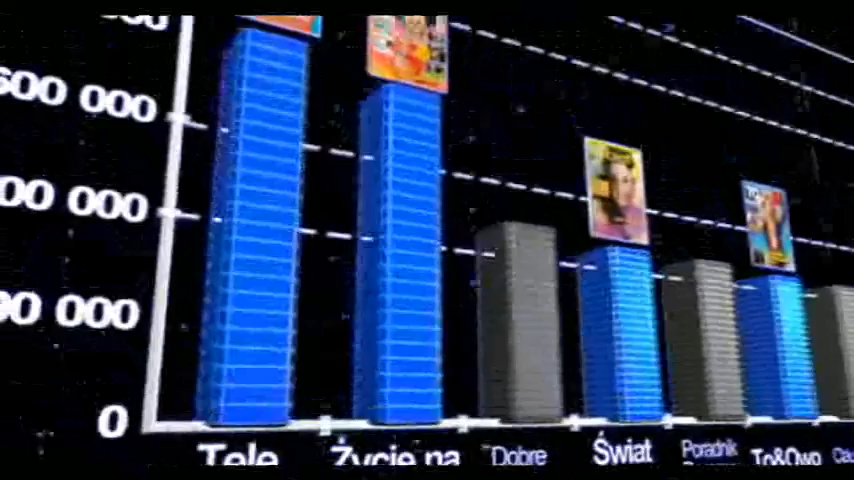 600 000
00 000
00 000
0
Tele
Życie na
Dobre
Świat
Poradnik
To&Owo